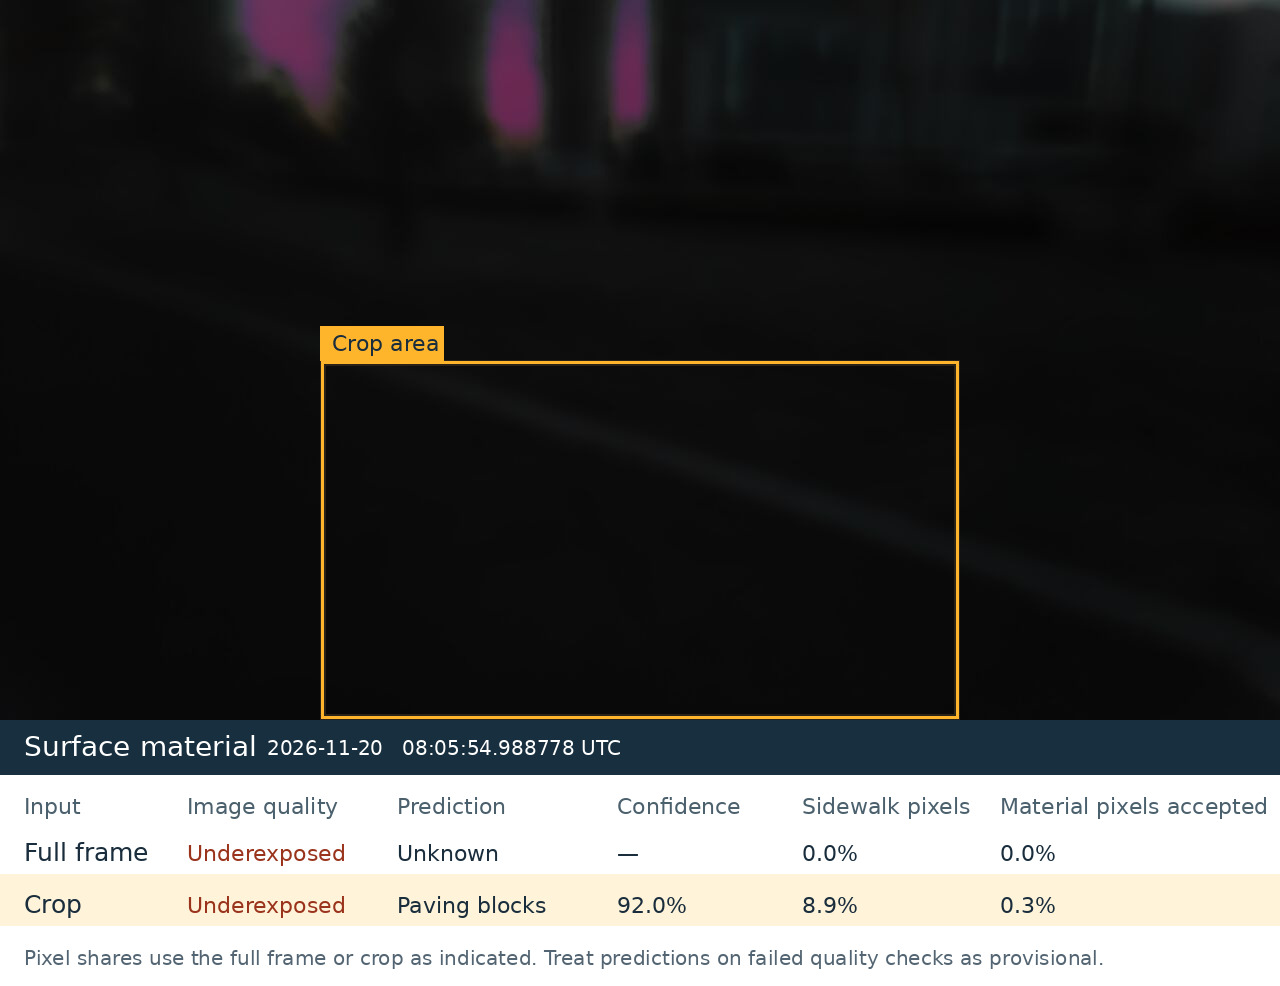 Crop area
Surface material 2026-11-20 08:05:54.988778 UTC
Input Image quality Prediction Confidence Sidewalk pixels Material pixels accepted
Full frame Underexposed Unknown — 0.0% 0.0%
Crop Underexposed Paving blocks 92.0% 8.9% 0.3%
Pixel shares use the full frame or crop as indicated. Treat predictions on failed quality checks as provisional.